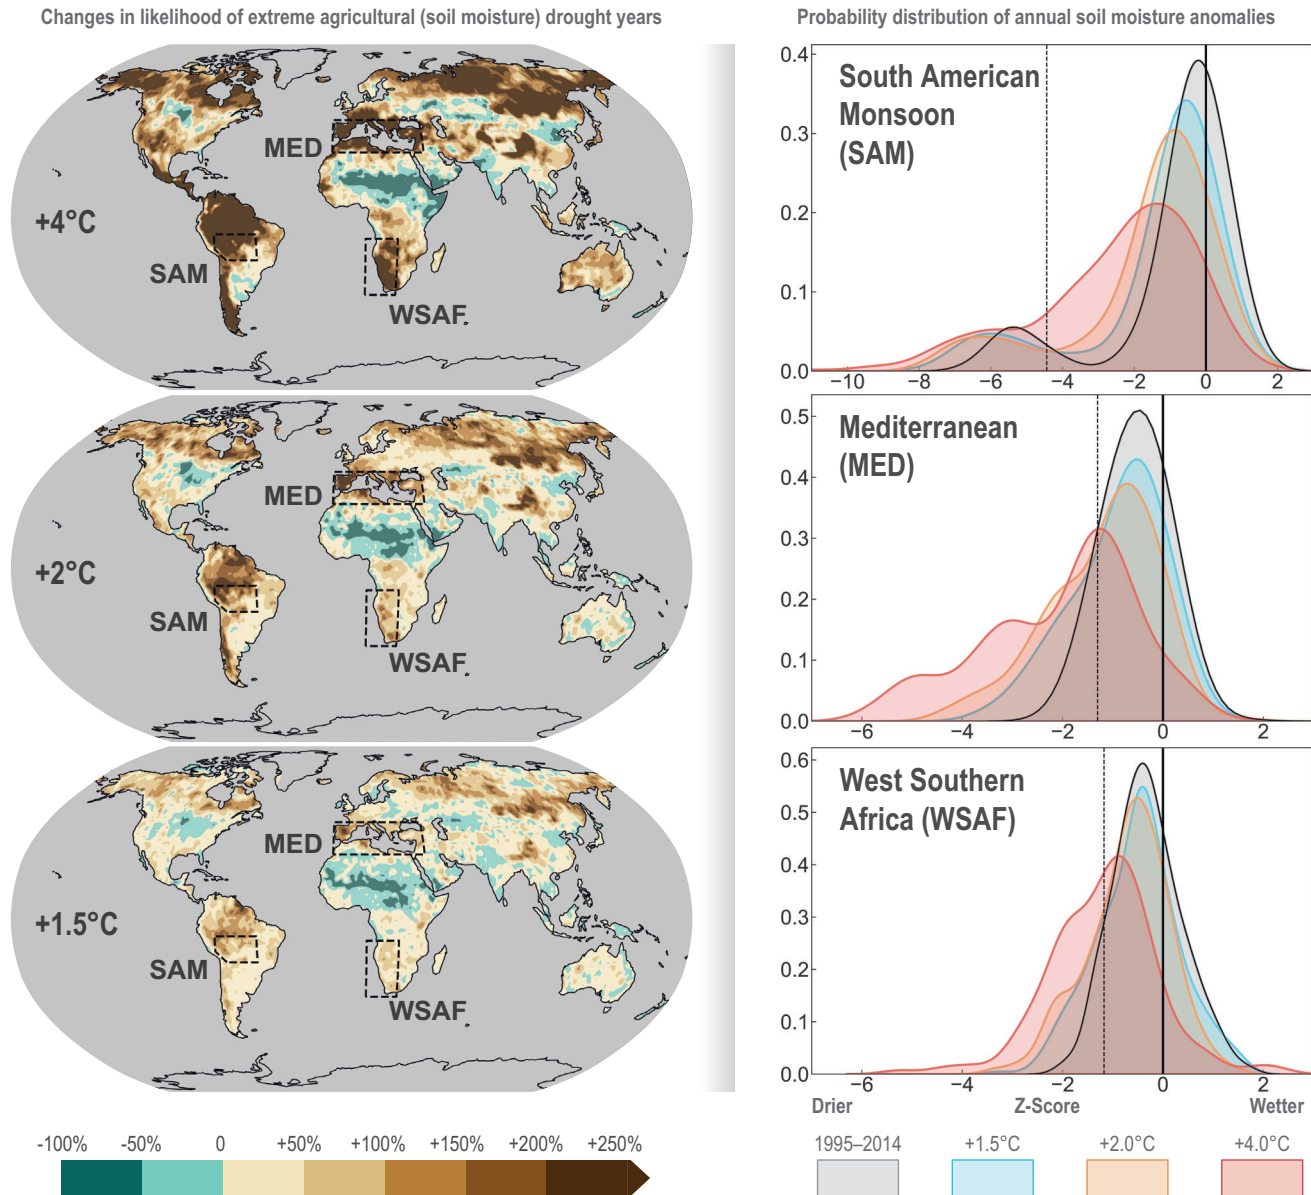 Changes in likelihood of extreme agricultural (soil moisture) drought years
+4°C
MED
SAM
WSAF
+2°C
MED
SAM
WSAF
+1.5°C
MED
SAM
WSAF
-100% -50% 0 +50% +100% +150% +200% +250%
Probability distribution of annual soil moisture anomalies
South American
Monsoon
(SAM)
0.4
0.3
0.2
0.1
0.0
−10 −8 −6 −4 −2 0 2
Mediterranean
(MED)
0.5
0.4
0.3
0.2
0.1
0.0
−6 −4 −2 0 2
West Southern
Africa (WSAF)
0.6
0.5
0.4
0.3
0.2
0.1
0.0
−6 −4 −2 0 2
Drier Z-Score Wetter
1995–2014 +1.5°C +2.0°C +4.0°C